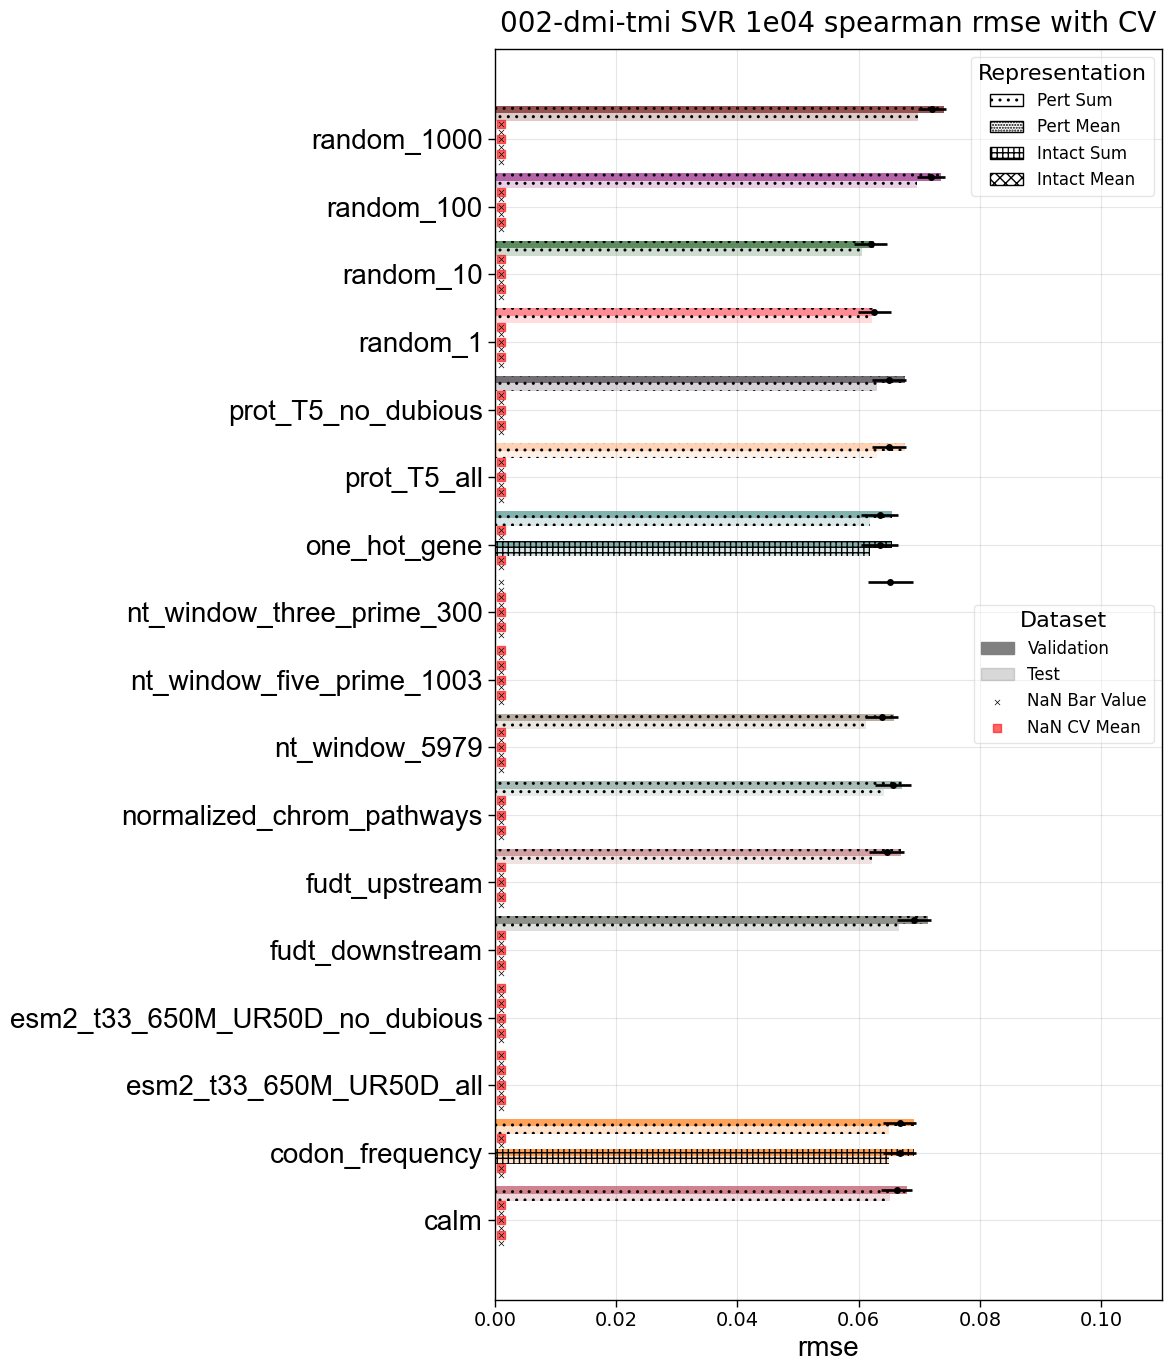 002-dmi-tmi SVR 1e04 spearman rmse with CV
Representation
Pert Sum
Pert Mean
Intact Sum
Intact Mean
random_1000
random_100
random_10
random_1
prot_T5_no_dubious
prot_T5_all
one_hot_gene
nt_window_three_prime_300
Dataset
Validation
Test
NaN Bar Value
NaN CV Mean
nt_window_five_prime_1003
nt_window_5979
normalized_chrom_pathways
fudt_upstream
fudt_downstream
esm2_t33_650M_UR50D_no_dubious
esm2_t33_650M_UR50D_all
codon_frequency
calm
0.00 0.02 0.04 0.06 0.08 0.10
rmse